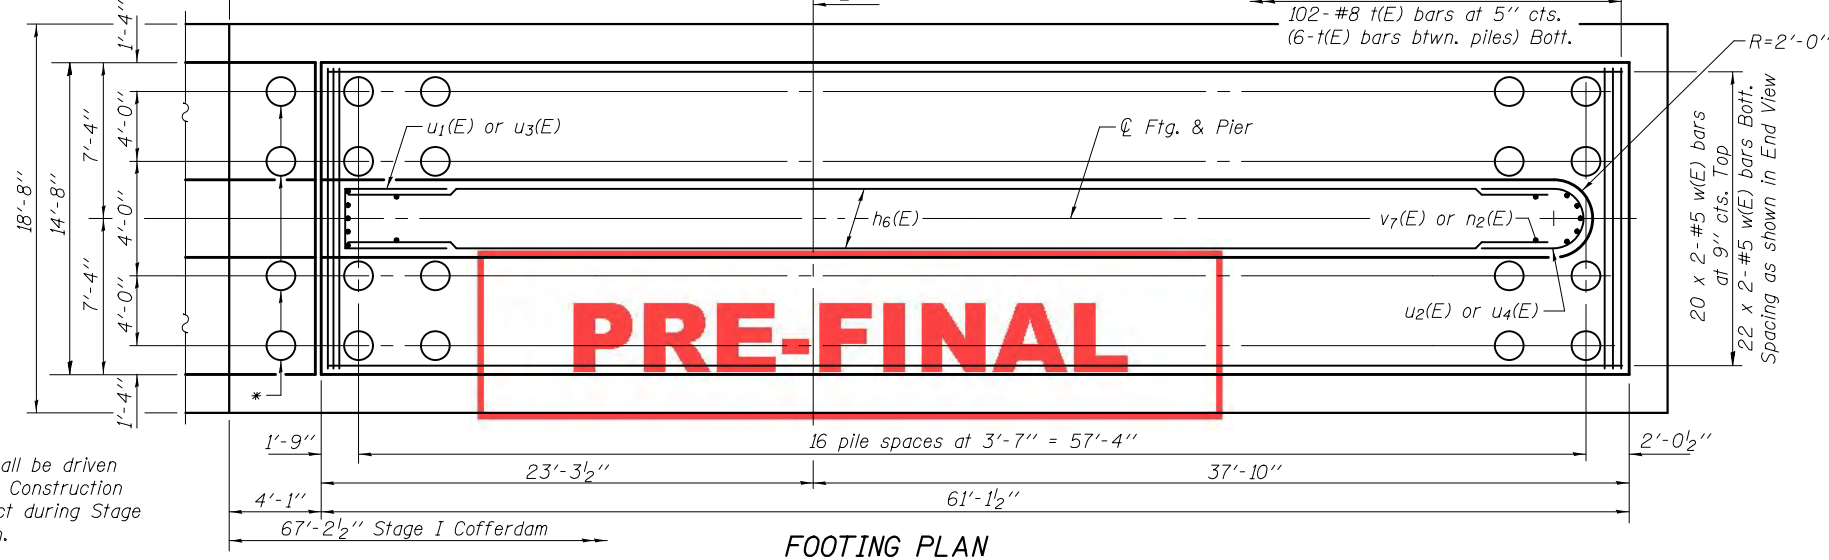 102-#8 t(E) bars at 5" cts.
(6-t(E) bars btwn. piles) Bott.
R=2'-0"
1'-4"
18'-8"
14'-8"
7'-4"
7'-4"
4'-0"
4'-0"
4'-0"
1'-4"
u1(E) or u3(E)
℄ Ftg. & Pier
h6(E)
v7(E) or n2(E)
u2(E) or u4(E)
20 x 2-#5 w(E) bars
at 9" cts. Top
22 x 2-#5 w(E) bars Bott.
Spacing as shown in End View
PRE-FINAL
*
1'-9"
16 pile spaces at 3'-7" = 57'-4"
2'-0½"
23'-3½"
37'-10"
4'-1"
61'-1½"
67'-2½" Stage I Cofferdam
all be driven
Construction
ct during Stage
FOOTING PLAN